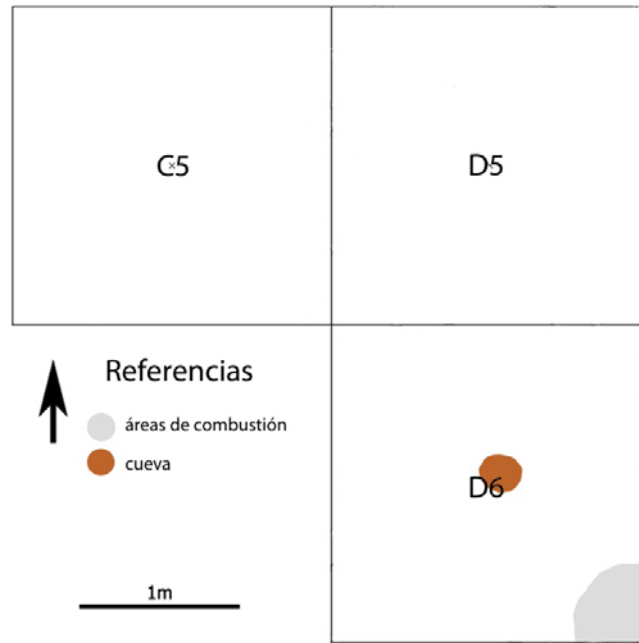 C5
D5
Referencias
áreas de combustión
cueva
D6
1m